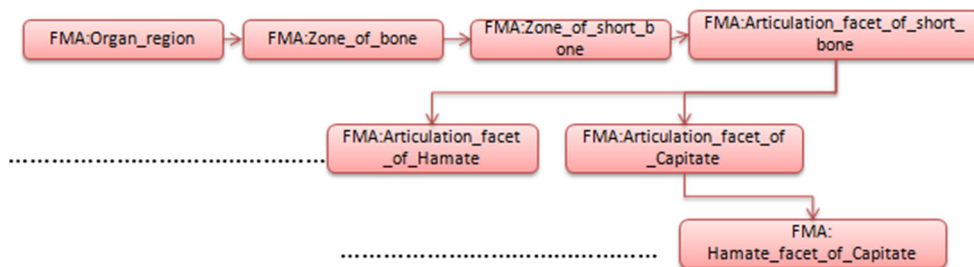 FMA:Organ_region
FMA:Zone_of_bone
FMA:Zone_of_short_b
one
FMA:Articulation_facet_of_short_
bone
FMA:Articulation_facet
_of_Hamate
FMA:Articulation_facet_of
_Capitate
FMA:
Hamate_facet_of_Capitate